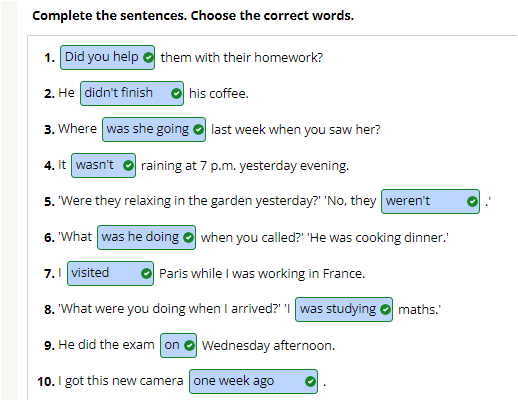 Complete the sentences. Choose the correct words.
1. Did you help them with their homework?
2. He didn't finish his coffee.
3. Where was she going last week when you saw her?
4. It wasn't raining at 7 p.m. yesterday evening.
5. 'Were they relaxing in the garden yesterday?' 'No, they weren't .'
6. 'What was he doing when you called?' 'He was cooking dinner.'
7. I visited Paris while I was working in France.
8. 'What were you doing when I arrived?' 'I was studying maths.'
9. He did the exam on Wednesday afternoon.
10. I got this new camera one week ago .